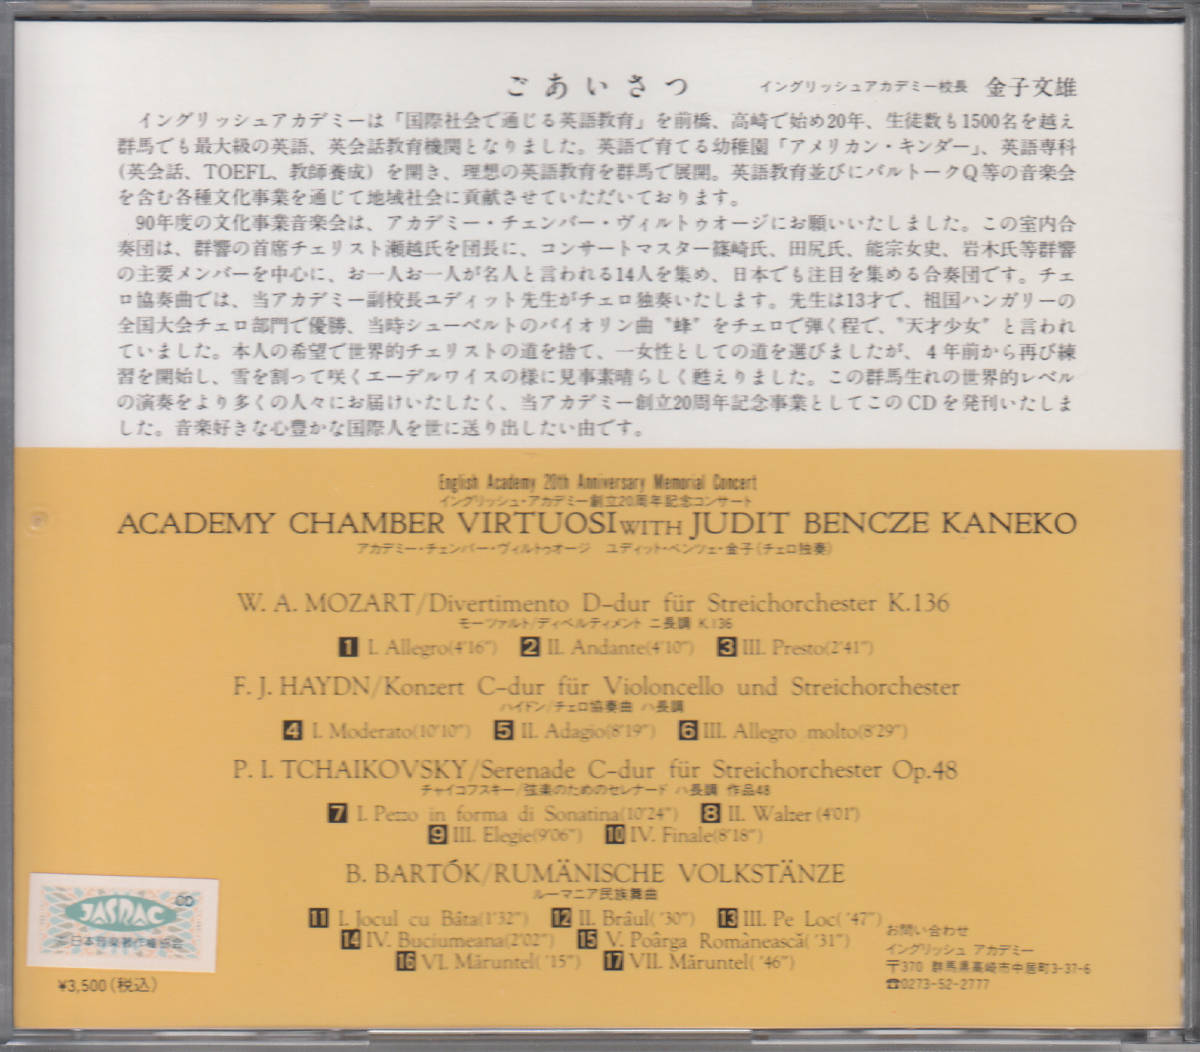 ごあいさつ イングリッシュアカデミー校長 金子文雄
イングリッシュアカデミーは「国際社会で通じる英語教育」を前橋、高崎で始め20年、生徒数も1500名を越え
群馬でも最大級の英語、英会話教育機関となりました。英語で育てる幼稚園「アメリカン・キンダー」、英語専科
(英会話、TOEFL、教師養成)を開き、理想の英語教育を群馬で展開。英語教育並びにバルトークQ等の音楽会
を含む各種文化事業を通じて地域社会に貢献させていただいております。
90年度の文化事業音楽会は、アカデミー・チェンバー・ヴィルトゥオージにお願いいたしました。この室内合
奏団は、群響の首席チェリスト瀬越氏を団長に、コンサートマスター篠崎氏、田尻氏、能宗女史、岩木氏等群響
の主要メンバーを中心に、お一人お一人が名人と言われる14人を集め、日本でも注目を集める合奏団です。チェ
ロ協奏曲では、当アカデミー副校長ユディット先生がチェロ独奏いたします。先生は13才で、祖国ハンガリーの
全国大会チェロ部門で優勝、当時シューベルトのバイオリン曲〝蜂〞をチェロで弾く程で、〝天才少女〞と言われ
ていました。本人の希望で世界的チェリストの道を捨て、一女性としての道を選びましたが、4年前から再び練
習を開始し、雪を割って咲くエーデルワイスの様に見事素晴らしく甦えりました。この群馬生れの世界的レベル
の演奏をより多くの人々にお届けいたしたく、当アカデミー創立20周年記念事業としてこのCDを発刊いたしま
した。音楽好きな心豊かな国際人を世に送り出したい由です。
English Academy 20th Anniversary Memorial Concert
イングリッシュ・アカデミー創立20周年記念コンサート
ACADEMY CHAMBER VIRTUOSI WITH JUDIT BENCZE KANEKO
アカデミー・チェンバー・ヴィルトゥオージ ユディット・ベンツェ・金子(チェロ独奏)
W. A. MOZART/Divertimento D-dur für Streichorchester K.136
モーツァルト/ディベルティメント ニ長調 K.136
1 I. Allegro(4'16") 2 II. Andante(4'10") 3 III. Presto(2'41")
F. J. HAYDN/Konzert C-dur für Violoncello und Streichorchester
ハイドン/チェロ協奏曲 ハ長調
4 I. Moderato(10'10") 5 II. Adagio(8'19") 6 III. Allegro molto(8'29")
P. I. TCHAIKOVSKY/Serenade C-dur für Streichorchester Op.48
チャイコフスキー/弦楽のためのセレナード ハ長調 作品48
7 I. Pezzo in forma di Sonatina(10'24") 8 II. Walzer(4'01")
9 III. Elegie(9'06") 10 IV. Finale(8'18")
B. BARTÓK/RUMÄNISCHE VOLKSTÄNZE
ルーマニア民族舞曲
11 I. Jocul cu Bâta(1'32") 12 II. Brâul( '30") 13 III. Pe Loc( '47")
14 IV. Buciumeana(2'02") 15 V. Poârga Românească( '31")
16 VI. Măruntel( '15") 17 VII. Măruntel( '46")
お問い合わせ
イングリッシュ アカデミー
〒370 群馬県高崎市中居町3-37-6
☎0273-52-2777
CD
JASRAC
日本音楽著作権協会
¥3,500(税込)